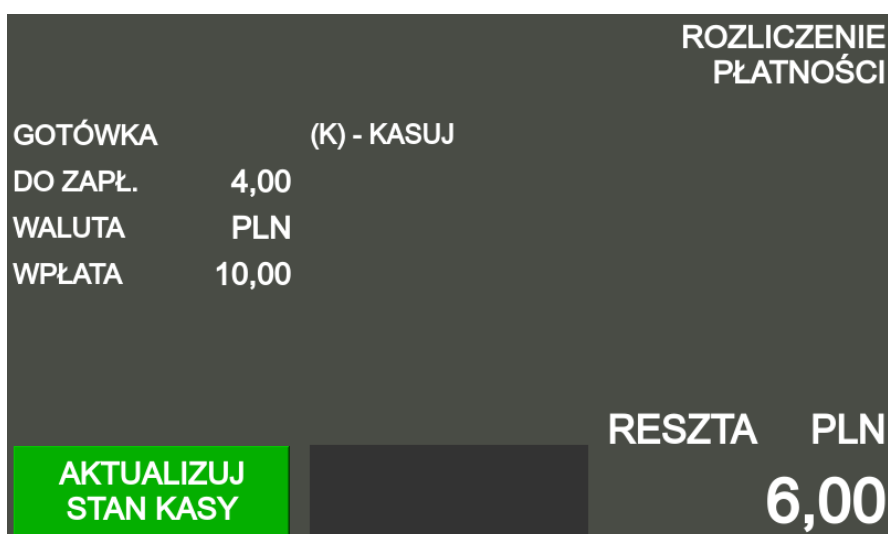 ROZLICZENIE
PŁATNOŚCI
GOTÓWKA (K) - KASUJ
DO ZAPŁ. 4,00
WALUTA PLN
WPŁATA 10,00
RESZTA PLN
6,00
AKTUALIZUJ
STAN KASY